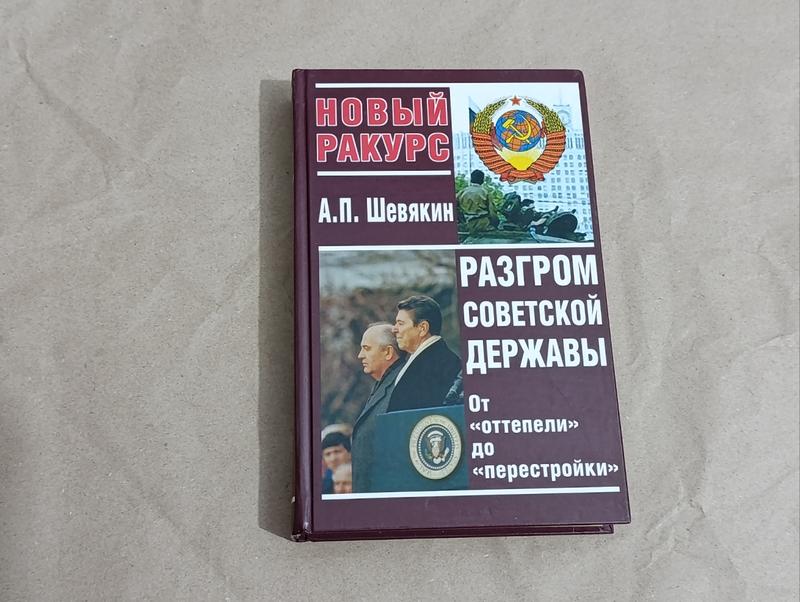 НОВЫЙ
РАКУРС
А.П. Шевякин
РАЗГРОМ
СОВЕТСКОЙ
ДЕРЖАВЫ
От
«оттепели»
до
«перестройки»